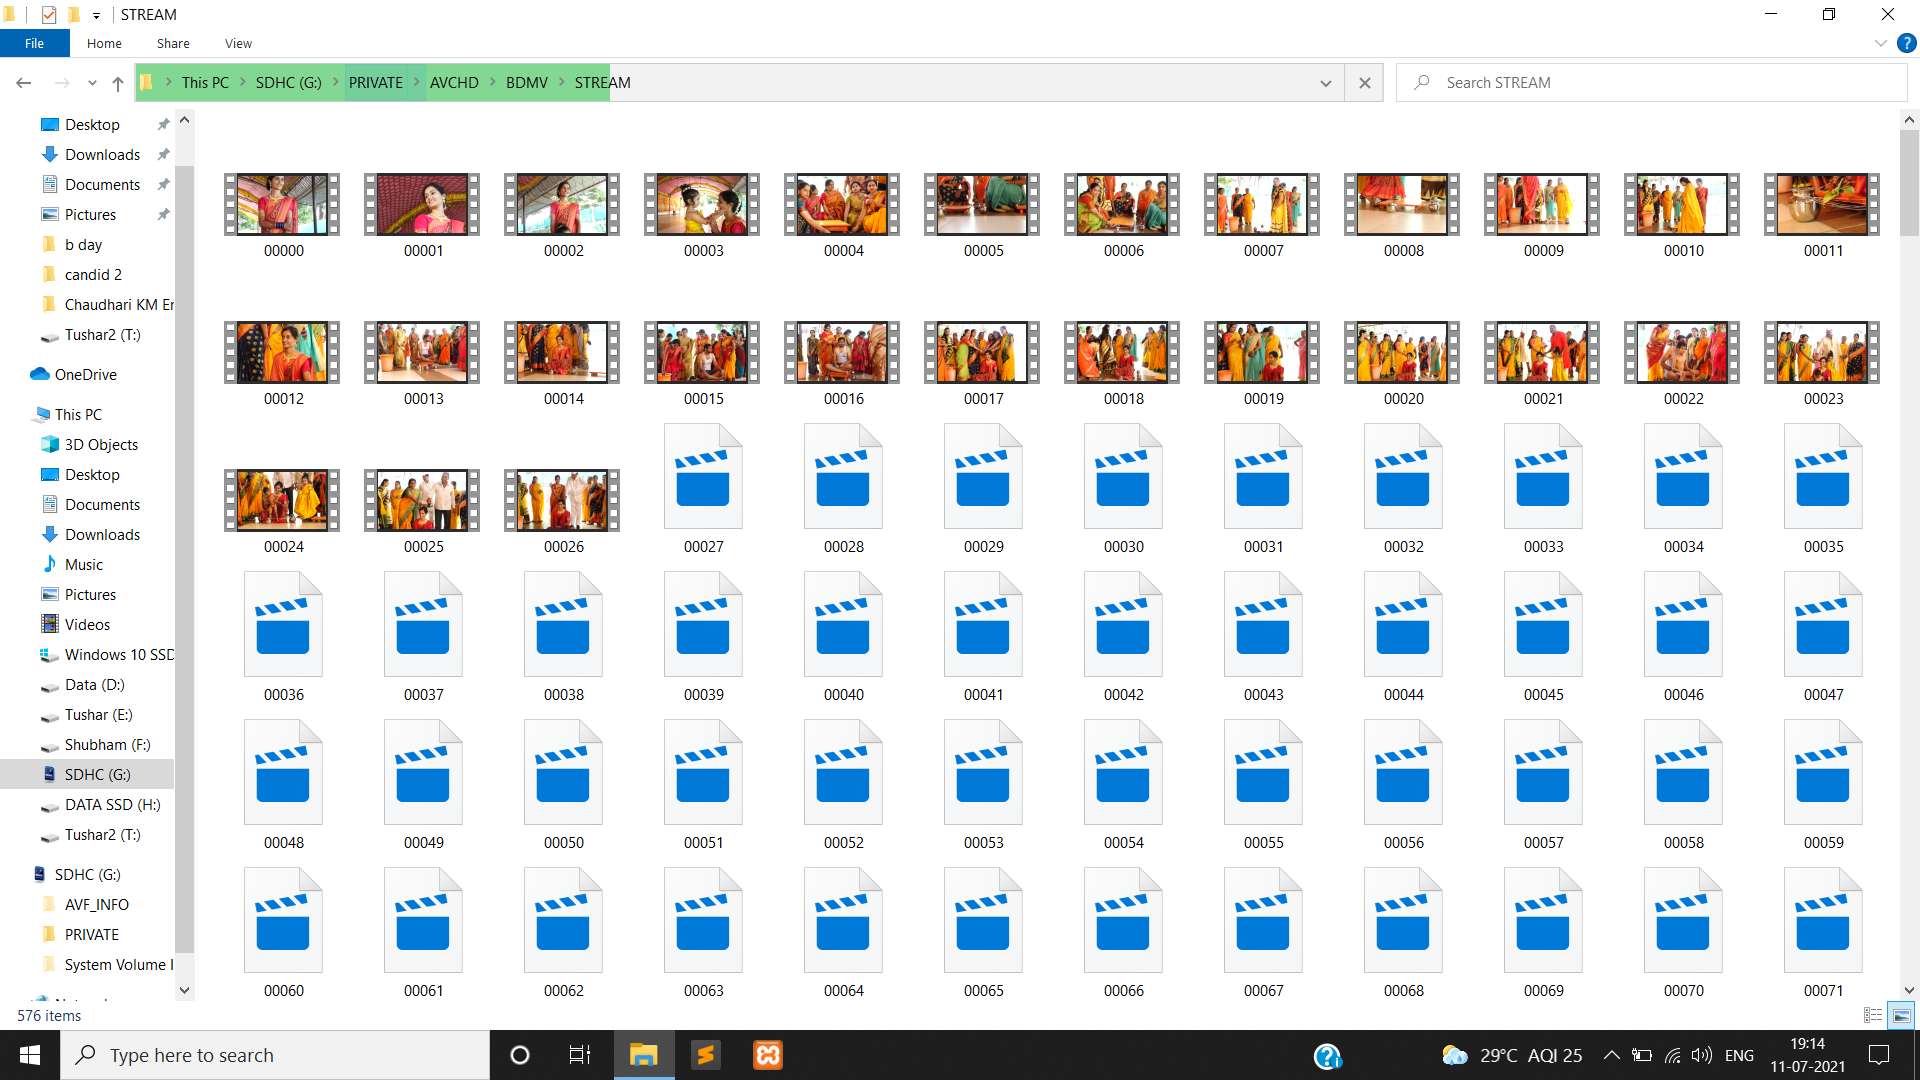 STREAM
File Home Share View
This PC SDHC (G:) PRIVATE AVCHD BDMV STREAM
Search STREAM
Desktop
Downloads
Documents
Pictures
b day
candid 2
Chaudhari KM Er
Tushar2 (T:)
OneDrive
This PC
3D Objects
Desktop
Documents
Downloads
Music
Pictures
Videos
Windows 10 SSD
Data (D:)
Tushar (E:)
Shubham (F:)
SDHC (G:)
DATA SSD (H:)
Tushar2 (T:)
SDHC (G:)
AVF_INFO
PRIVATE
System Volume I
00000 00001 00002 00003 00004 00005 00006 00007 00008 00009 00010 00011
00012 00013 00014 00015 00016 00017 00018 00019 00020 00021 00022 00023
00024 00025 00026 00027 00028 00029 00030 00031 00032 00033 00034 00035
00036 00037 00038 00039 00040 00041 00042 00043 00044 00045 00046 00047
00048 00049 00050 00051 00052 00053 00054 00055 00056 00057 00058 00059
00060 00061 00062 00063 00064 00065 00066 00067 00068 00069 00070 00071
576 items
Type here to search
29°C AQI 25
ENG
19:14
11-07-2021